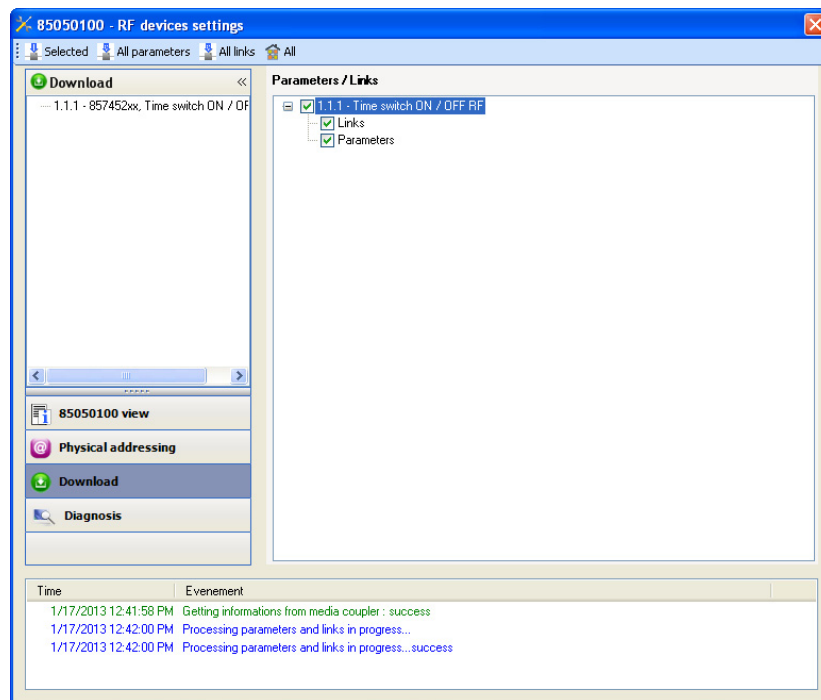 85050100 - RF devices settings
Selected All parameters All links All
Download
1.1.1 - 857452xx, Time switch ON / OF
Parameters / Links
1.1.1 - Time switch ON / OFF RF
Links
Parameters
85050100 view
Physical addressing
Download
Diagnosis
Time Evenement
1/17/2013 12:41:58 PM Getting informations from media coupler : success
1/17/2013 12:42:00 PM Processing parameters and links in progress...
1/17/2013 12:42:00 PM Processing parameters and links in progress...success